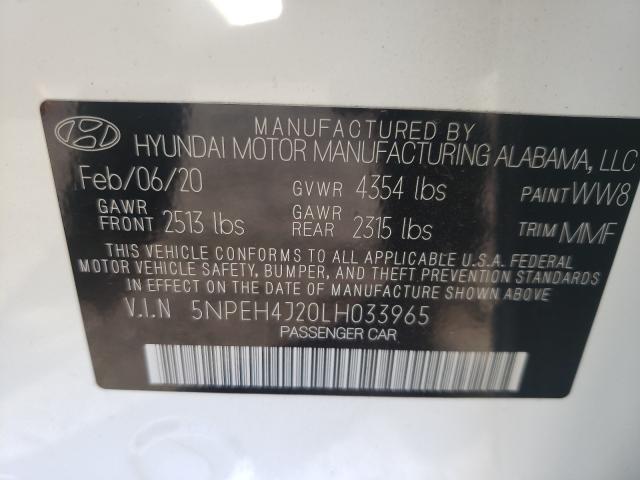 MANUFACTURED BY
HYUNDAI MOTOR MANUFACTURING ALABAMA, LLC
Feb/06/20 GVWR 4354 lbs PAINT WW8
GAWR FRONT 2513 lbs GAWR REAR 2315 lbs TRIM MMF
THIS VEHICLE CONFORMS TO ALL APPLICABLE U.S.A. FEDERAL
MOTOR VEHICLE SAFETY, BUMPER, AND THEFT PREVENTION STANDARDS
IN EFFECT ON THE DATE OF MANUFACTURE SHOWN ABOVE.
V.I.N 5NPEH4J20LH033965
PASSENGER CAR